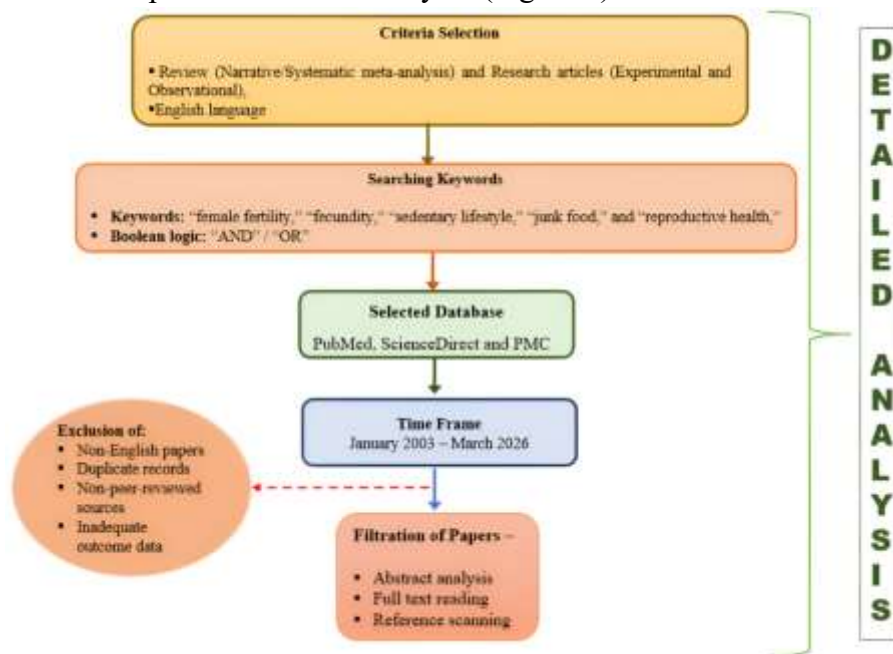 Criteria Selection
▪Review (Narrative/Systematic meta-analysis) and Research articles (Experimental and
Observational),
▪English language
Searching Keywords
▪ Keywords: “female fertility,” “fecundity,” “sedentary lifestyle,” “junk food,” and “reproductive health,”
▪ Boolean logic: “AND” / “OR”
Selected Database
PubMed, ScienceDirect and PMC
Time Frame
January 2003 – March 2026
Exclusion of:
▪ Non-English papers
▪ Duplicate records
▪ Non-peer-reviewed
sources
▪ Inadequate
outcome data
Filtration of Papers –
▪ Abstract analysis
▪ Full text reading
▪ Reference scanning
DETAILED ANALYSIS